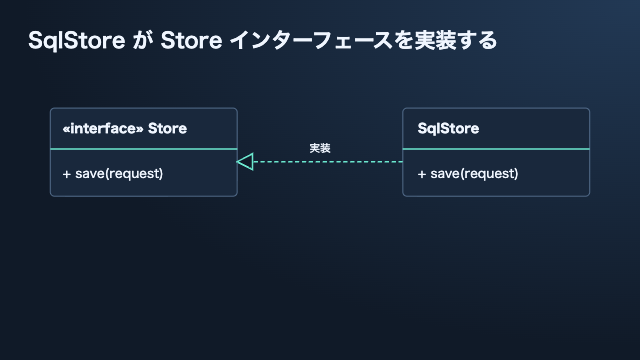 SqlStore が Store インターフェースを実装する
«interface» Store
+ save(request)
実装
SqlStore
+ save(request)